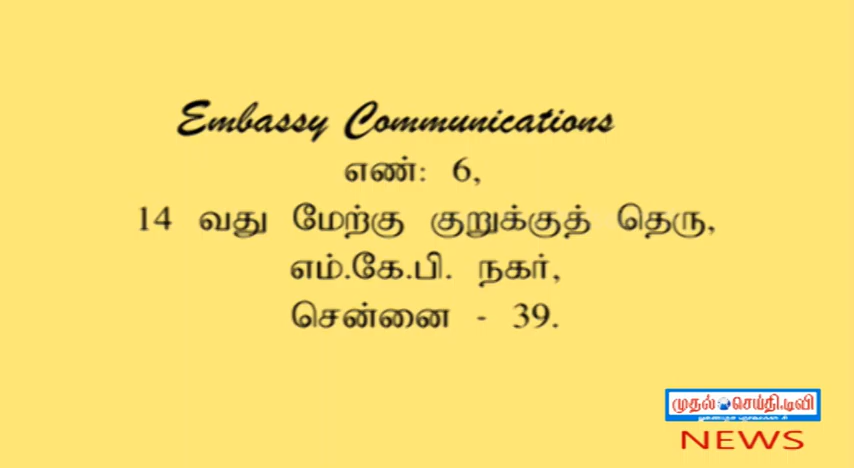 Embassy Communications
எண்: 6,
14 வது மேற்கு குறுக்குத் தெரு,
எம்.கே.பி. நகர்,
சென்னை - 39.
முதல் செய்தி.டிவி
NEWS